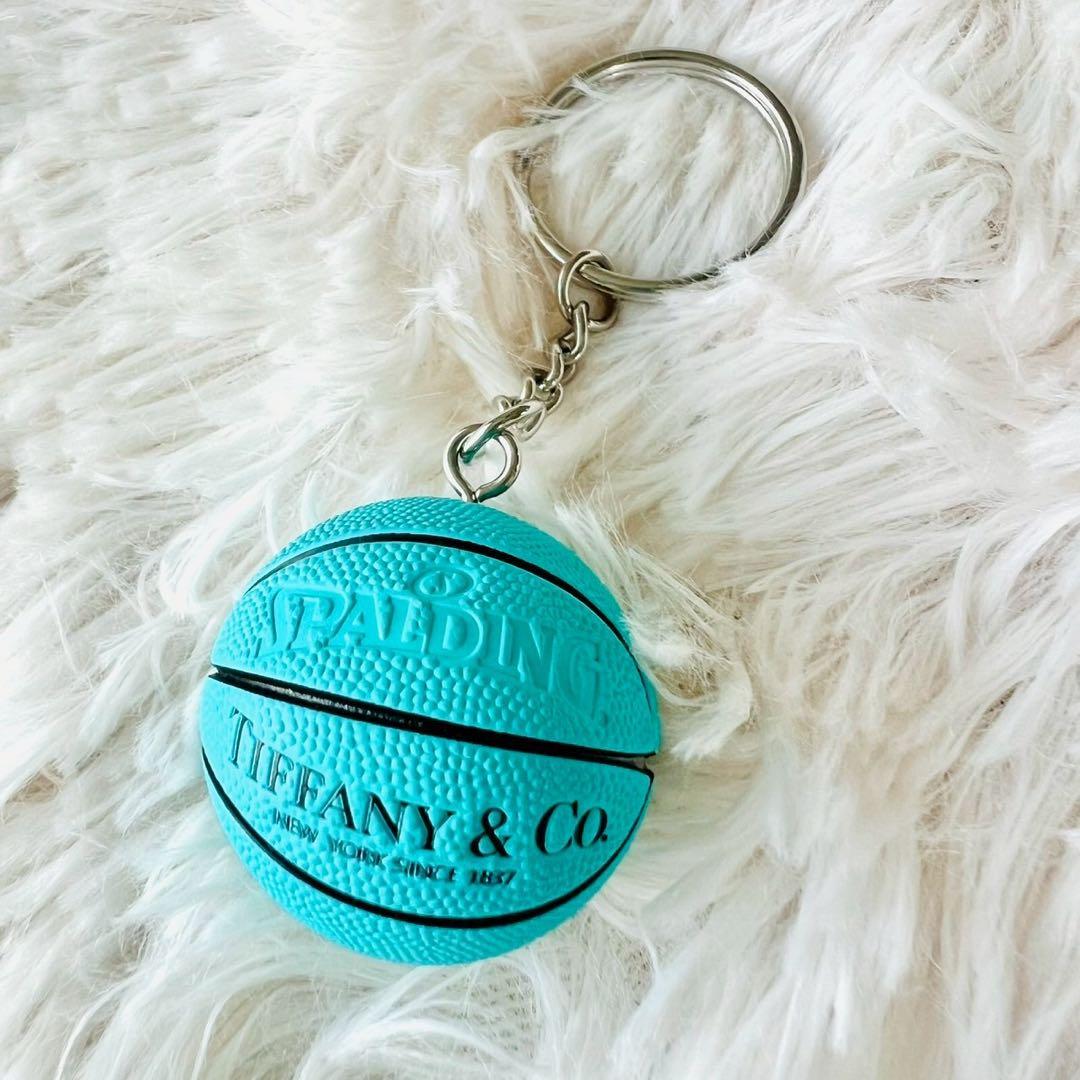 SPALDING
TIFFANY & CO.
NEW YORK SINCE 1837